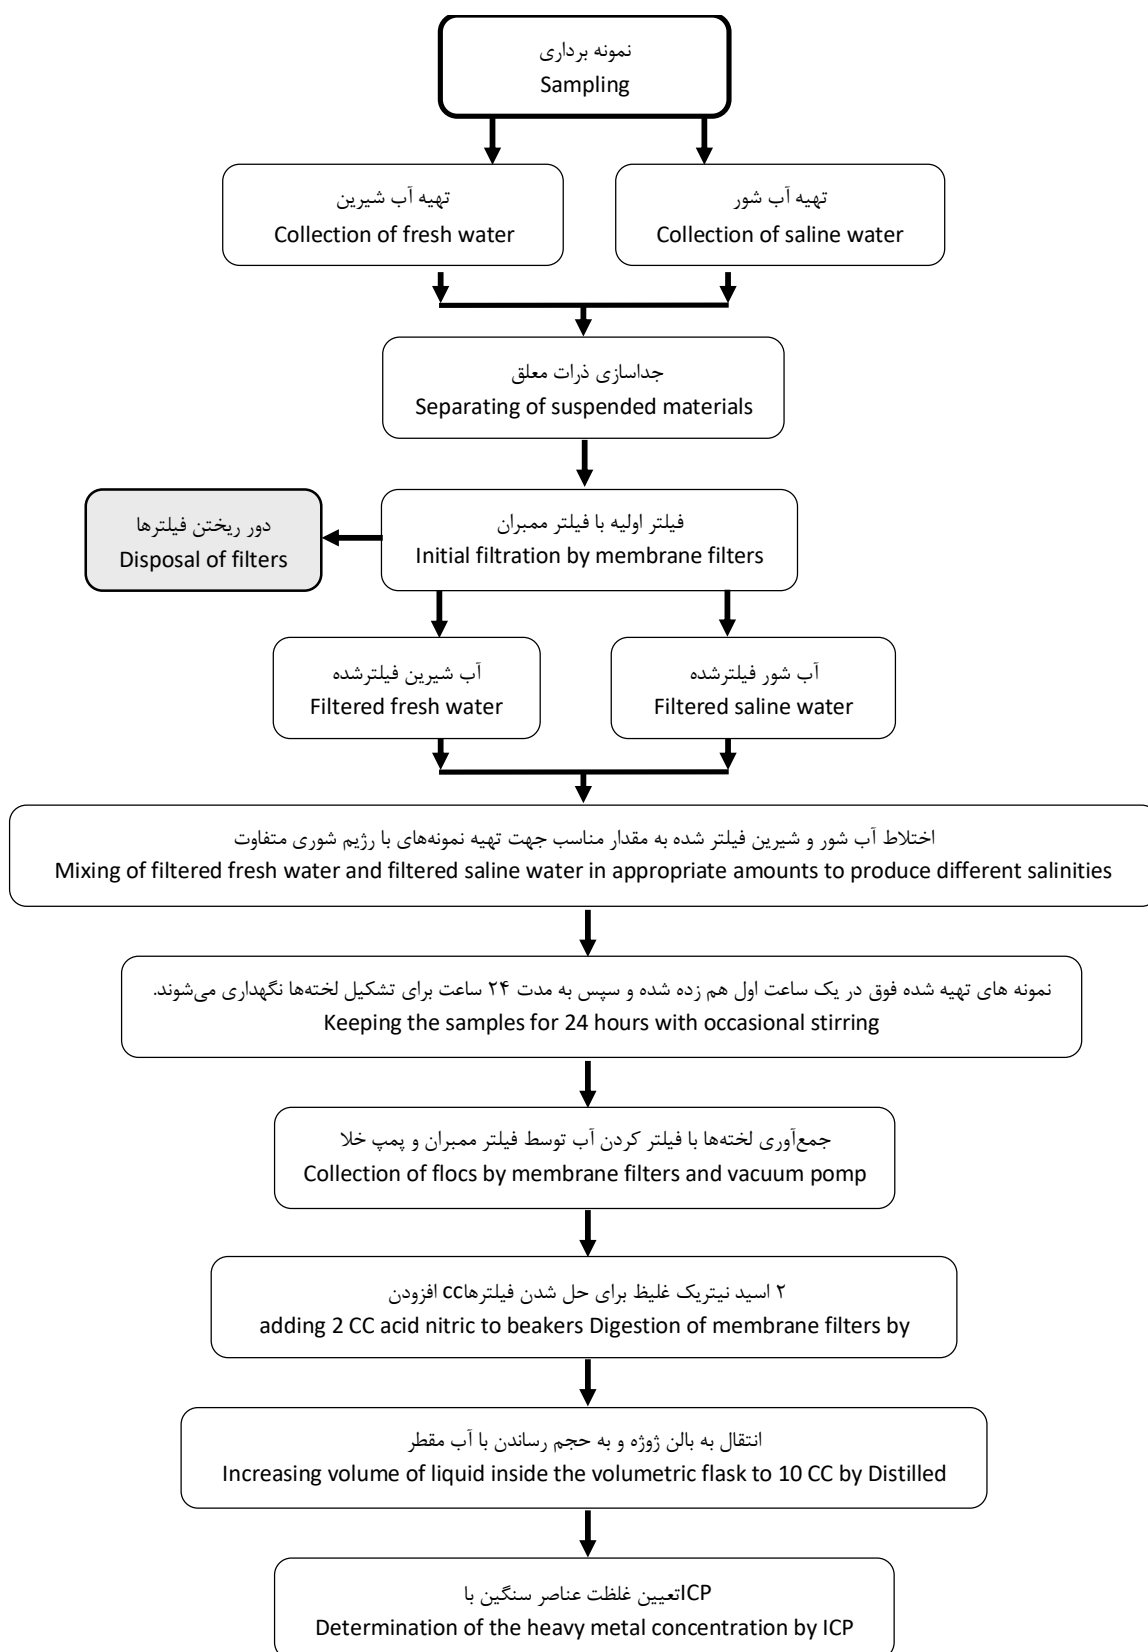 نمونه برداری
Sampling
تهیه آب شیرین
Collection of fresh water
تهیه آب شور
Collection of saline water
جداسازی ذرات معلق
Separating of suspended materials
دور ریختن فیلترها
Disposal of filters
فیلتر اولیه با فیلتر ممبران
Initial filtration by membrane filters
آب شیرین فیلترشده
Filtered fresh water
آب شور فیلترشده
Filtered saline water
اختلاط آب شور و شیرین فیلتر شده به مقدار مناسب جهت تهیه نمونه‌های با رژیم شوری متفاوت
Mixing of filtered fresh water and filtered saline water in appropriate amounts to produce different salinities
نمونه های تهیه شده فوق در یک ساعت اول هم زده شده و سپس به مدت ۲۴ ساعت برای تشکیل لخته‌ها نگهداری می‌شوند.
Keeping the samples for 24 hours with occasional stirring
جمع‌آوری لخته‌ها با فیلتر کردن آب توسط فیلتر ممبران و پمپ خلا
Collection of flocs by membrane filters and vacuum pomp
۲ اسید نیتریک غلیظ برای حل شدن فیلترهاcc افزودن
adding 2 CC acid nitric to beakers Digestion of membrane filters by
انتقال به بالن ژوژه و به حجم رساندن با آب مقطر
Increasing volume of liquid inside the volumetric flask to 10 CC by Distilled
ICPتعیین غلظت عناصر سنگین با
Determination of the heavy metal concentration by ICP